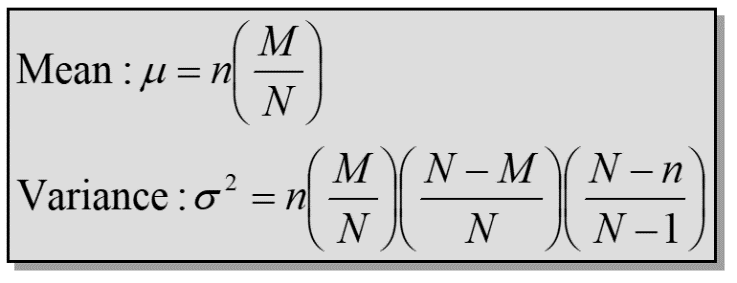 Mean : μ = n(M/N)
Variance : σ² = n(M/N)((N − M)/N)((N − n)/(N − 1))